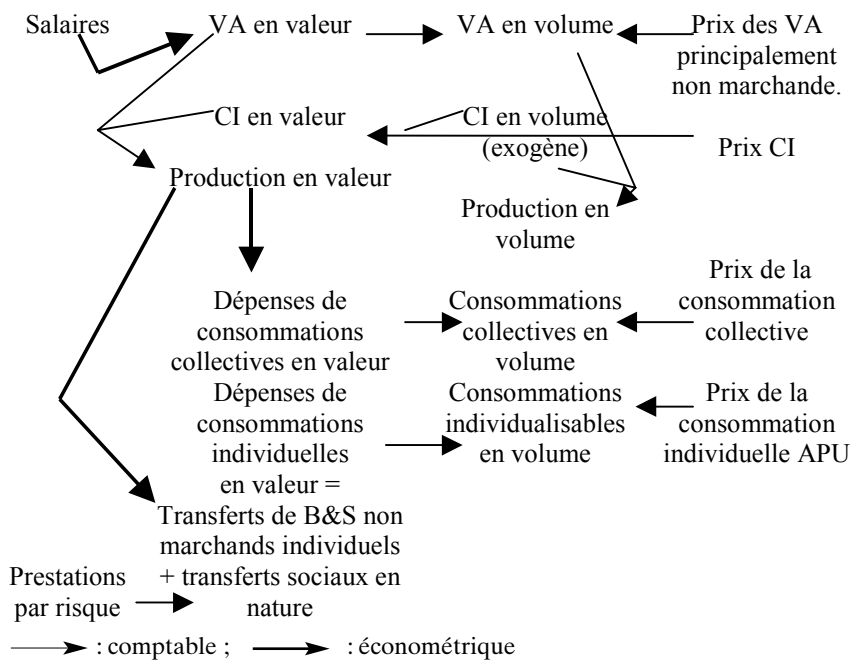 Salaires
VA en valeur
VA en volume
Prix des VA
principalement
non marchande.
CI en valeur
CI en volume
(exogène)
Prix CI
Production en valeur
Production en
volume
Dépenses de
consommations
collectives en valeur
Consommations
collectives en
volume
Prix de la
consommation
collective
Dépenses de
consommations
individuelles
en valeur =
Transferts de B&S non
marchands individuels
+ transferts sociaux en
nature
Consommations
individualisables
en volume
Prix de la
consommation
individuelle APU
Prestations
par risque
: comptable ; : économétrique